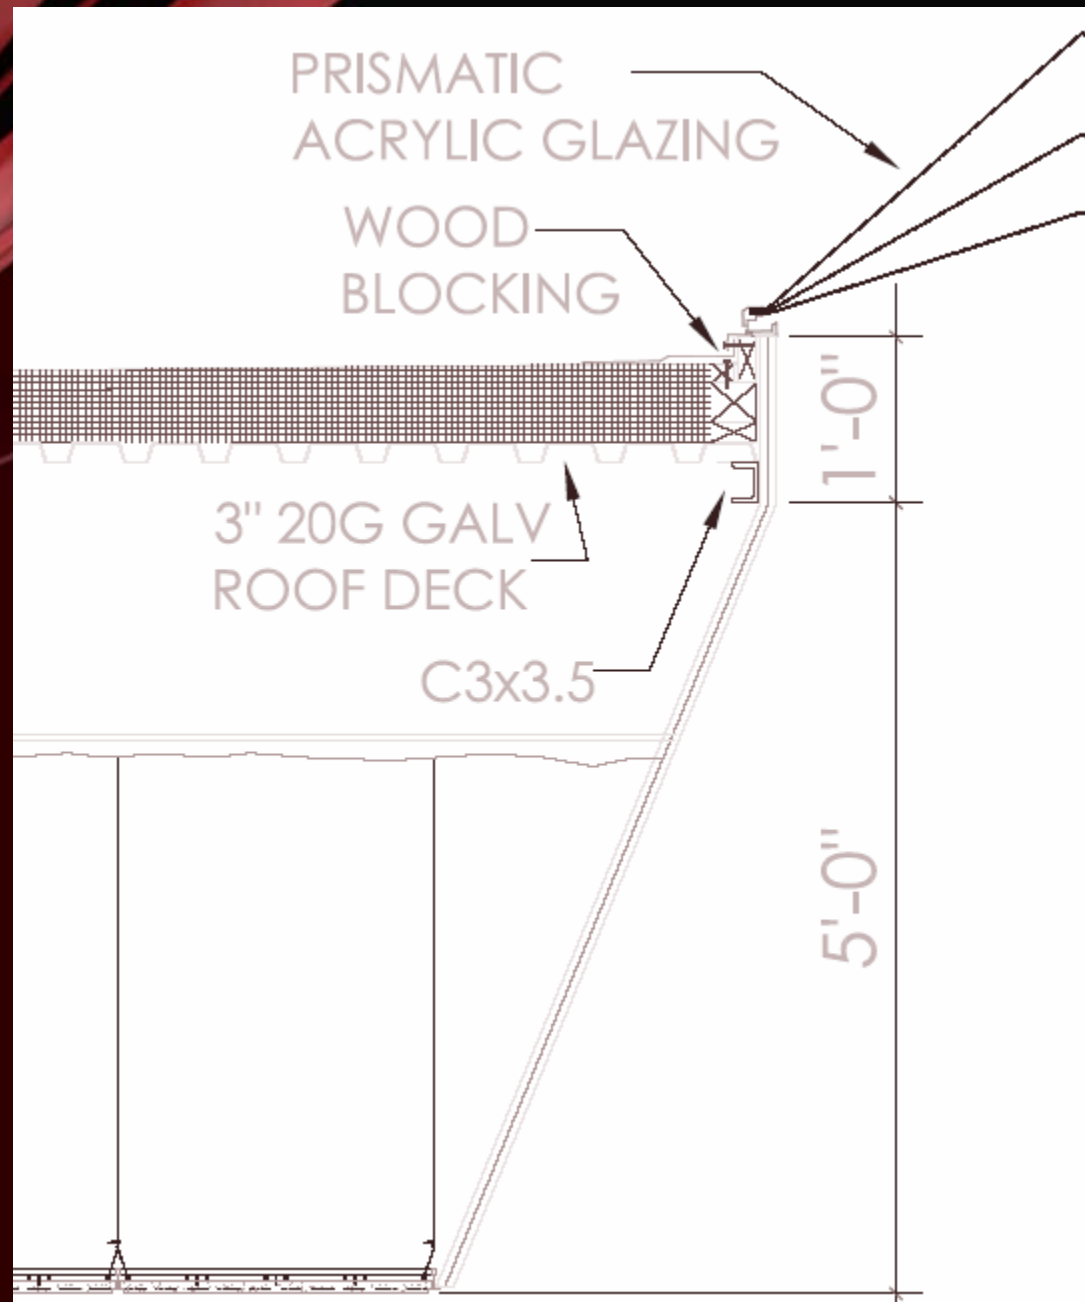 PRISMATIC
ACRYLIC GLAZING
WOOD
BLOCKING
1'-0"
3" 20G GALV
ROOF DECK
C3x3.5
5'-0"